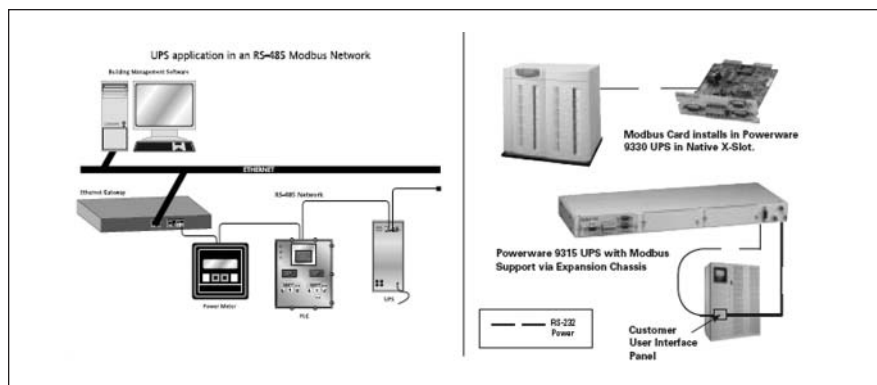 UPS application in an RS-485 Modbus Network
Building Management Software
ETHERNET
Ethernet Gateway
RS-485 Network
Power Meter
PLC
UPS
Modbus Card installs in Powerware
9330 UPS in Native X-Slot.
Powerware 9315 UPS with Modbus
Support via Expansion Chassis
RS-232
Power
Customer
User Interface
Panel